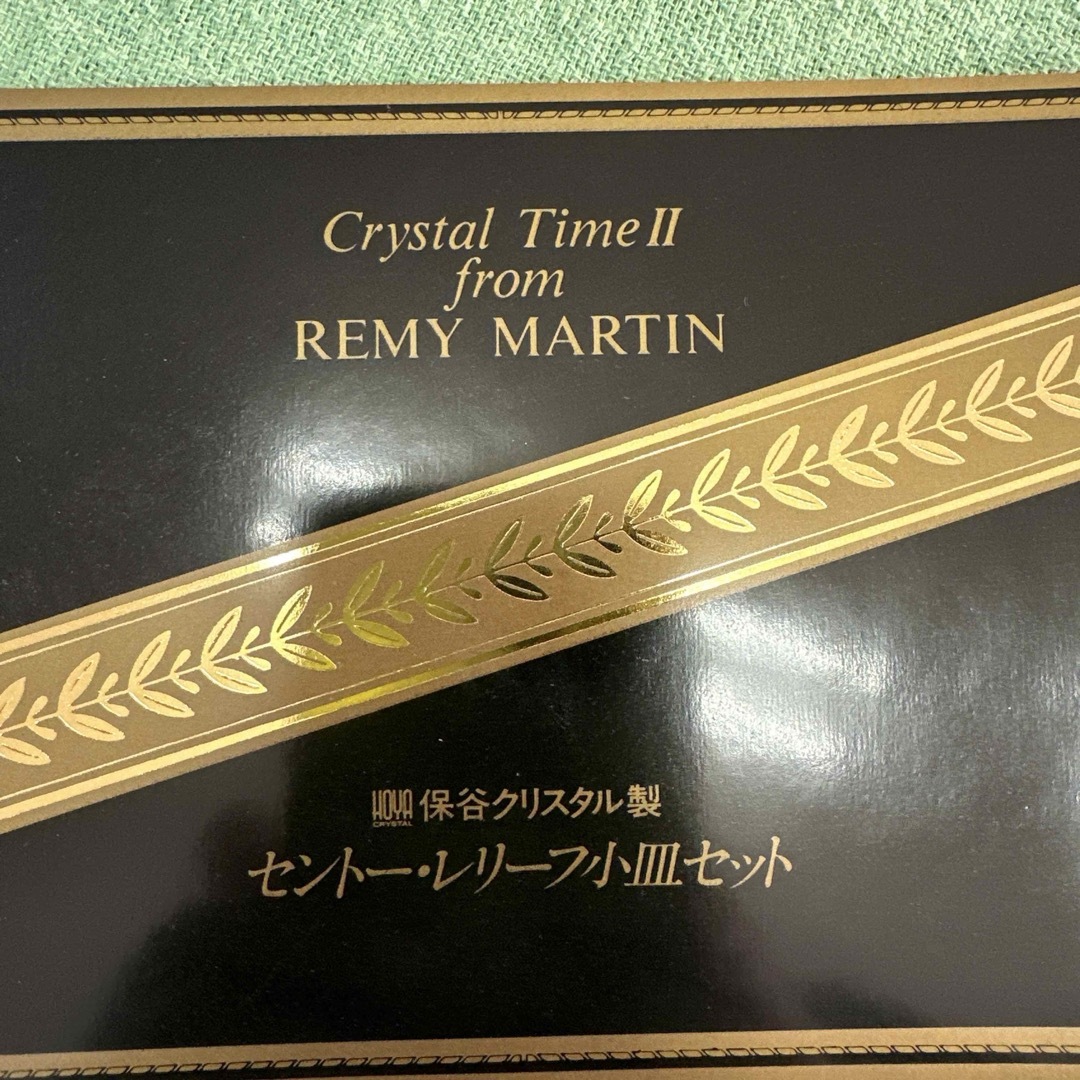 Crystal Time II
from
REMY MARTIN
HOYA CRYSTAL 保谷クリスタル製
セントー・レリーフ小皿セット